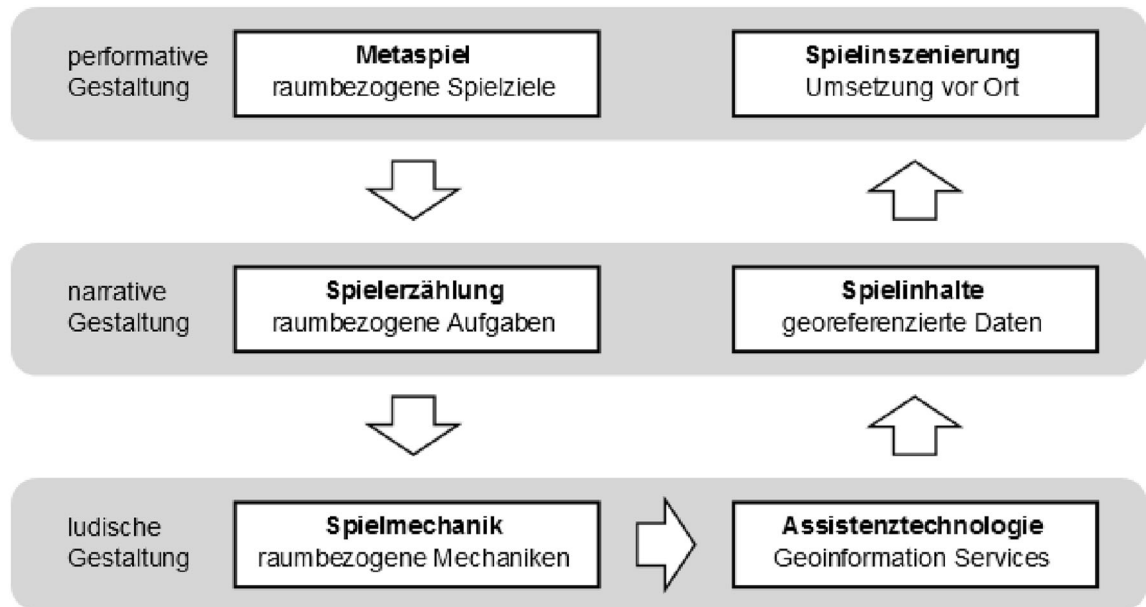 performative
Gestaltung
Metaspiel
raumbezogene Spielziele
Spielinszenierung
Umsetzung vor Ort
narrative
Gestaltung
Spielerzählung
raumbezogene Aufgaben
Spielinhalte
georeferenzierte Daten
ludische
Gestaltung
Spielmechanik
raumbezogene Mechaniken
Assistenztechnologie
Geoinformation Services